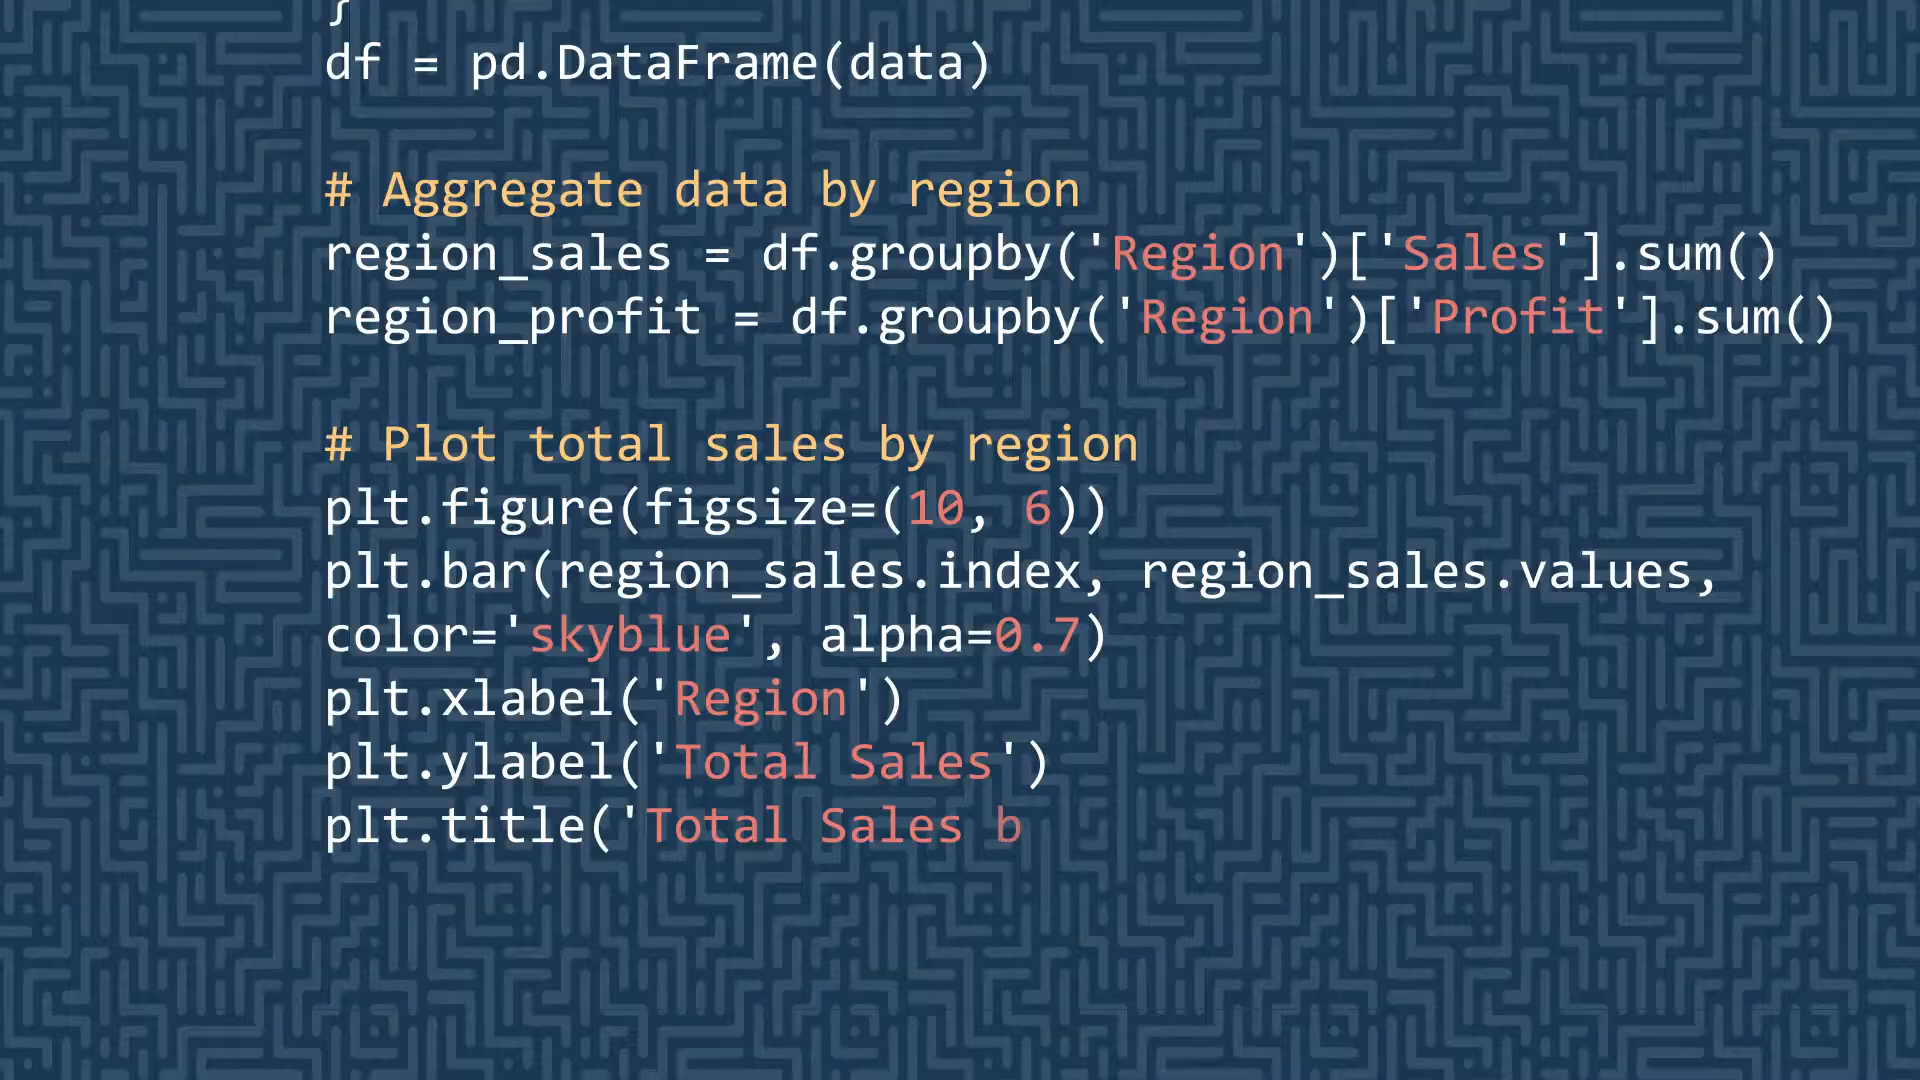 }
df = pd.DataFrame(data)
# Aggregate data by region
region_sales = df.groupby('Region')['Sales'].sum()
region_profit = df.groupby('Region')['Profit'].sum()
# Plot total sales by region
plt.figure(figsize=(10, 6))
plt.bar(region_sales.index, region_sales.values,
color='skyblue', alpha=0.7)
plt.xlabel('Region')
plt.ylabel('Total Sales')
plt.title('Total Sales b